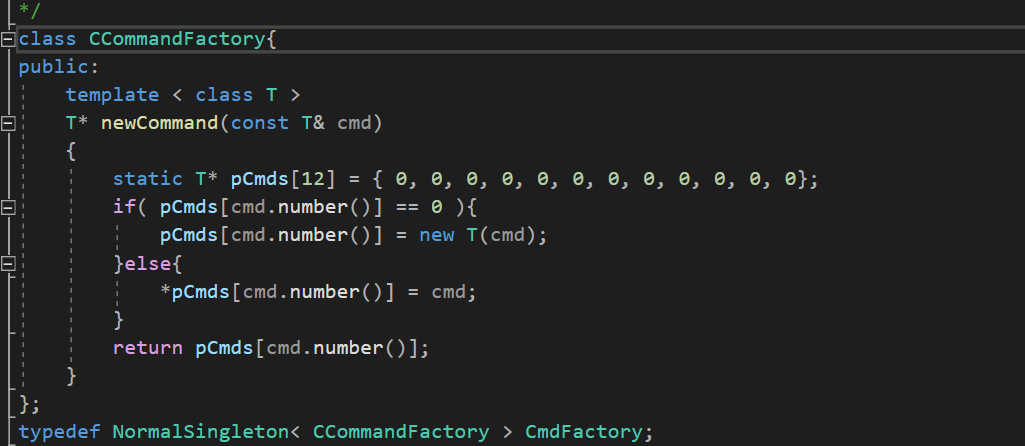 */
class CCommandFactory{
public:
    template < class T >
    T* newCommand(const T& cmd)
    {
        static T* pCmds[12] = { 0, 0, 0, 0, 0, 0, 0, 0, 0, 0, 0, 0};
        if( pCmds[cmd.number()] == 0 ){
            pCmds[cmd.number()] = new T(cmd);
        }else{
            *pCmds[cmd.number()] = cmd;
        }
        return pCmds[cmd.number()];
    }
};
typedef NormalSingleton< CCommandFactory > CmdFactory;